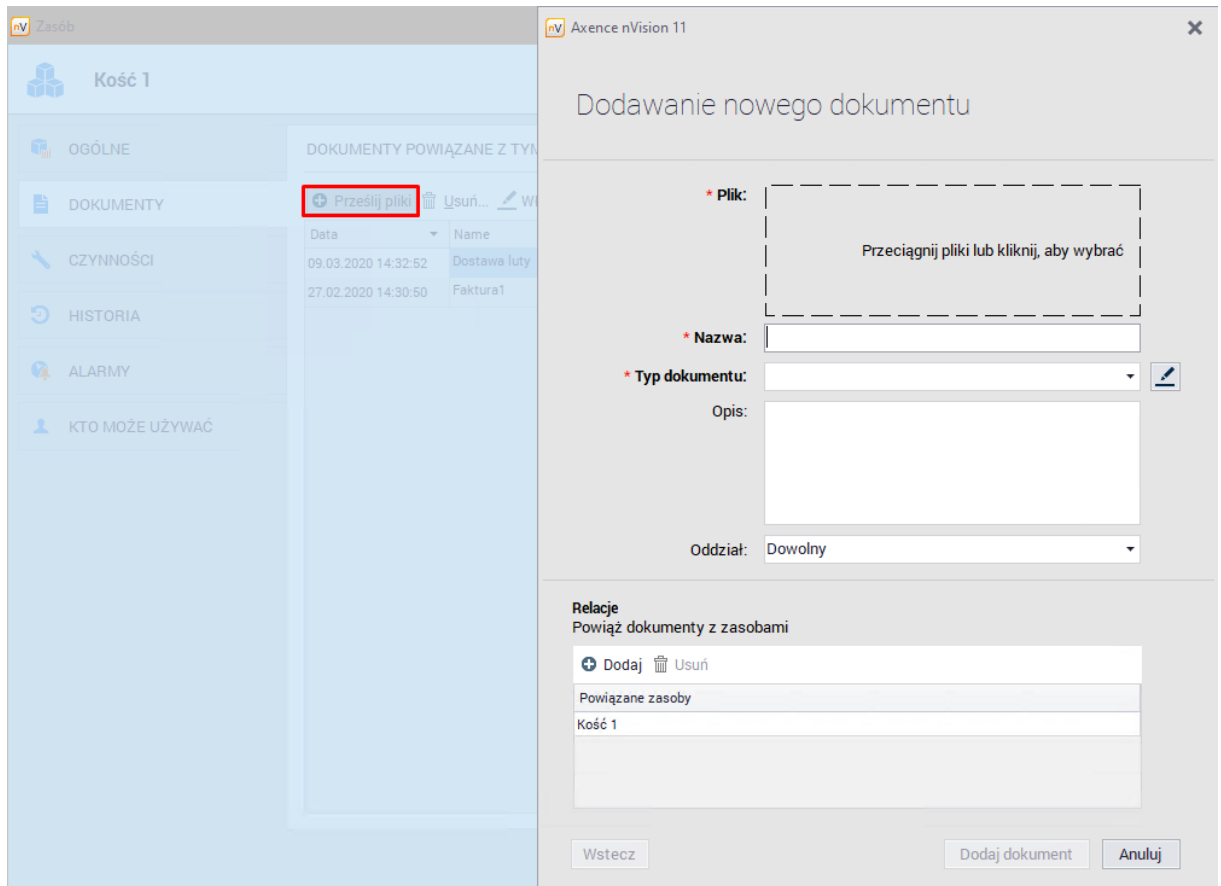 nV Zasób
Kość 1
OGÓLNE
DOKUMENTY
CZYNNOŚCI
HISTORIA
ALARMY
KTO MOŻE UŻYWAĆ
DOKUMENTY POWIĄZANE Z TYM
Prześlij pliki Usuń...
Data Name
09.03.2020 14:32:52 Dostawa luty
27.02.2020 14:30:50 Faktura1
nV Axence nVision 11
Dodawanie nowego dokumentu
* Plik:
Przeciągnij pliki lub kliknij, aby wybrać
* Nazwa:
* Typ dokumentu:
Opis:
Oddział: Dowolny
Relacje
Powiąż dokumenty z zasobami
Dodaj Usuń
Powiązane zasoby
Kość 1
Wstecz Dodaj dokument Anuluj